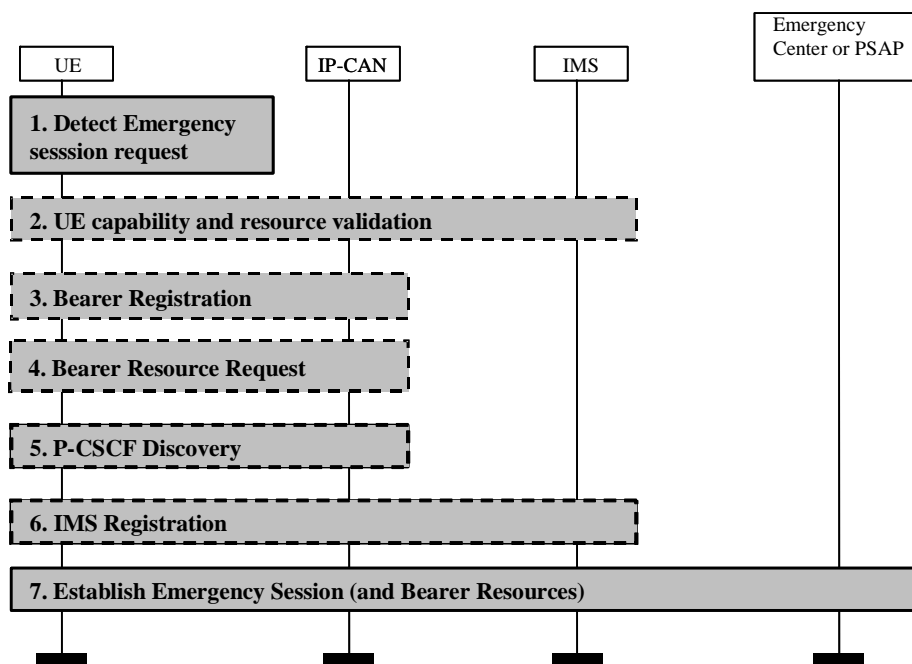 Emergency
Center or PSAP
UE
IP-CAN
IMS
1. Detect Emergency
sesssion request
2. UE capability and resource validation
3. Bearer Registration
4. Bearer Resource Request
5. P-CSCF Discovery
6. IMS Registration
7. Establish Emergency Session (and Bearer Resources)